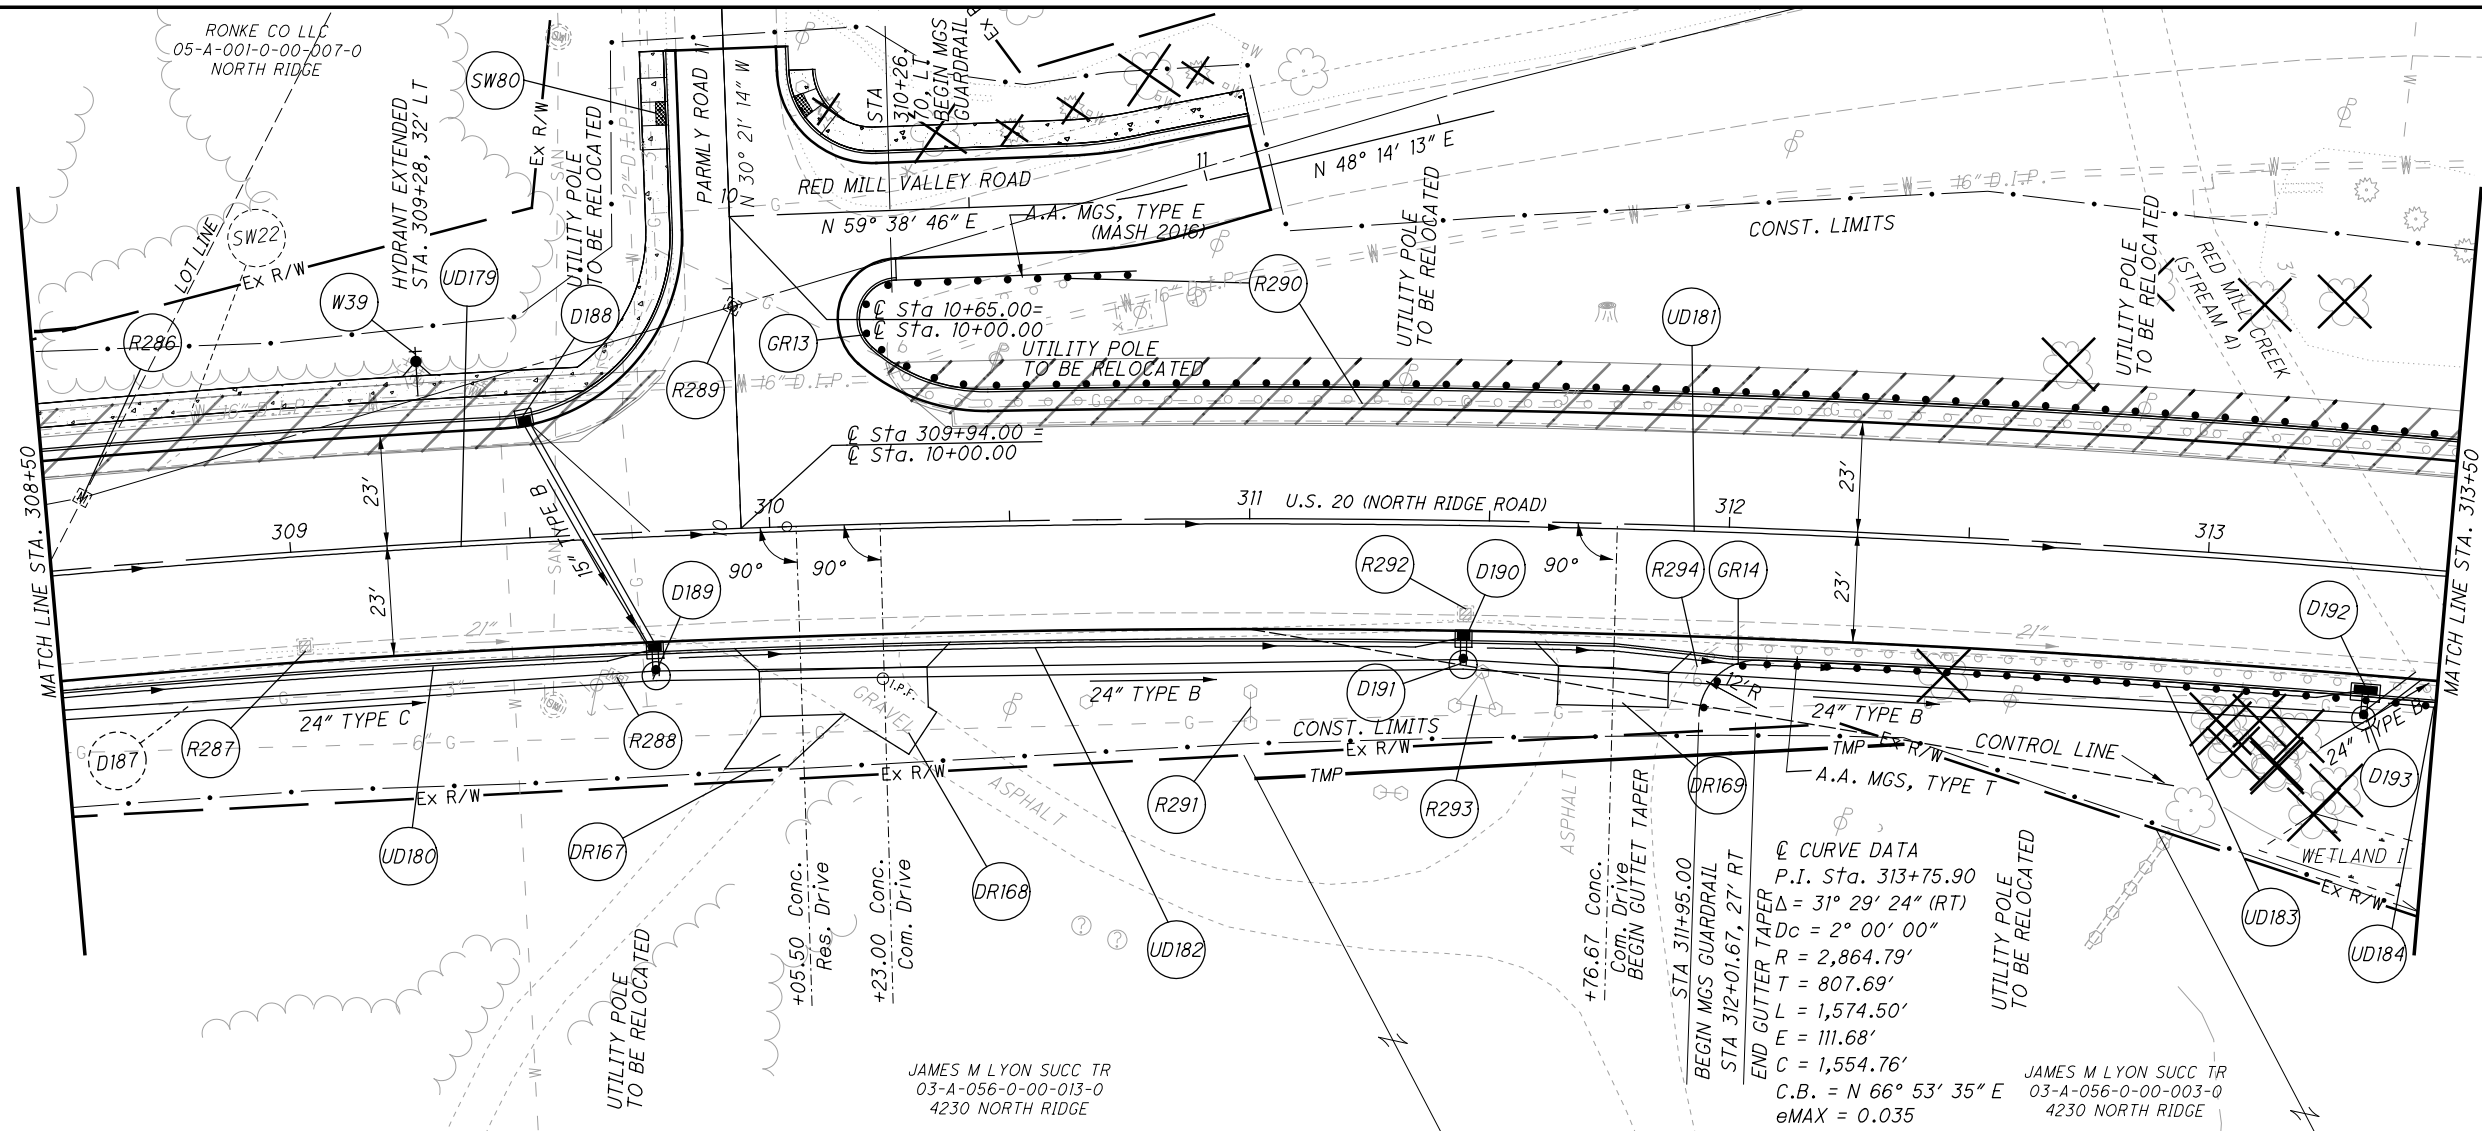 RONKE CO LLC
05-A-001-0-00-007-0
NORTH RIDGE
LOT LINE
SW22
Ex R/W
HYDRANT EXTENDED
STA. 309+28, 32' LT
W39
UD179
R286
SW80
Ex R/W
SAN
UTILITY POLE
TO BE RELOCATED
12" D.I.P.
3"
D188
PARMLY ROAD
11
10
N 30° 21' 14" W
STA
310+26.
70, LT
BEGIN MGS
GUARDRAIL
RED MILL VALLEY ROAD
N 59° 38' 46" E
11
N 48° 14' 13" E
A.A. MGS, TYPE E
(MASH 2016)
R290
16" D.I.P.
℄ Sta 10+65.00=
℄ Sta. 10+00.00
GR13
R289
UTILITY POLE
TO BE RELOCATED
UTILITY POLE
TO BE RELOCATED
UD181
CONST. LIMITS
16" D.I.P.
UTILITY POLE
TO BE RELOCATED
RED MILL CREEK
(STREAM 4)
3"
16" D.I.P.
16" D.I.P.
℄ Sta 309+94.00 =
℄ Sta. 10+00.00
MATCH LINE STA. 308+50
23'
23'
309
310
10
311
U.S. 20 (NORTH RIDGE ROAD)
312
313
23'
23'
MATCH LINE STA. 313+50
15" TYPE B
SAN
90°
90°
90°
D189
R292
D190
R294
GR14
D192
21"
21"
3"
24" TYPE C
D187
R287
6" G
R288
I.P.F.
GRAVEL
24" TYPE B
D191
12'R
24" TYPE B
24" TYPE B
CONST. LIMITS
Ex R/W
Ex R/W
Ex R/W
TMP
TMP
Ex R/W
CONTROL LINE
A.A. MGS, TYPE T
D193
DR169
R291
R293
ASPHALT
ASPHALT
UD180
DR167
DR168
UD182
+05.50 Conc.
Res. Drive
+23.00 Conc.
Com. Drive
+76.67 Conc.
Com. Drive
BEGIN GUTTET TAPER
STA 311+95.00
BEGIN MGS GUARDRAIL
STA 312+01.67, 27' RT
END GUTTER TAPER
℄ CURVE DATA
P.I. Sta. 313+75.90
Δ = 31° 29' 24" (RT)
Dc = 2° 00' 00"
R = 2,864.79'
T = 807.69'
L = 1,574.50'
E = 111.68'
C = 1,554.76'
C.B. = N 66° 53' 35" E
eMAX = 0.035
UTILITY POLE
TO BE RELOCATED
UTILITY POLE
TO BE RELOCATED
WETLAND I
Ex R/W
UD183
UD184
JAMES M LYON SUCC TR
03-A-056-0-00-013-0
4230 NORTH RIDGE
JAMES M LYON SUCC TR
03-A-056-0-00-003-0
4230 NORTH RIDGE